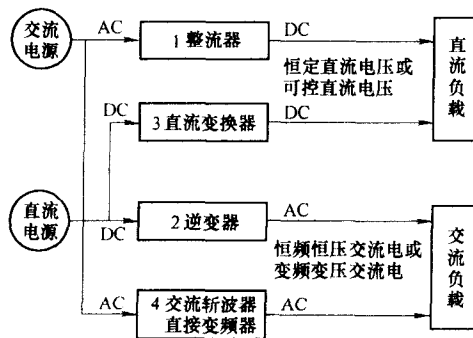 交流
电源
AC
1 整流器
DC
恒定直流电压或
可控直流电压
直流负载
DC
3 直流变换器
DC
直流
电源
DC
2 逆变器
AC
恒频恒压交流电或
变频变压交流电
交流负载
AC
4 交流斩波器
直接变频器
AC